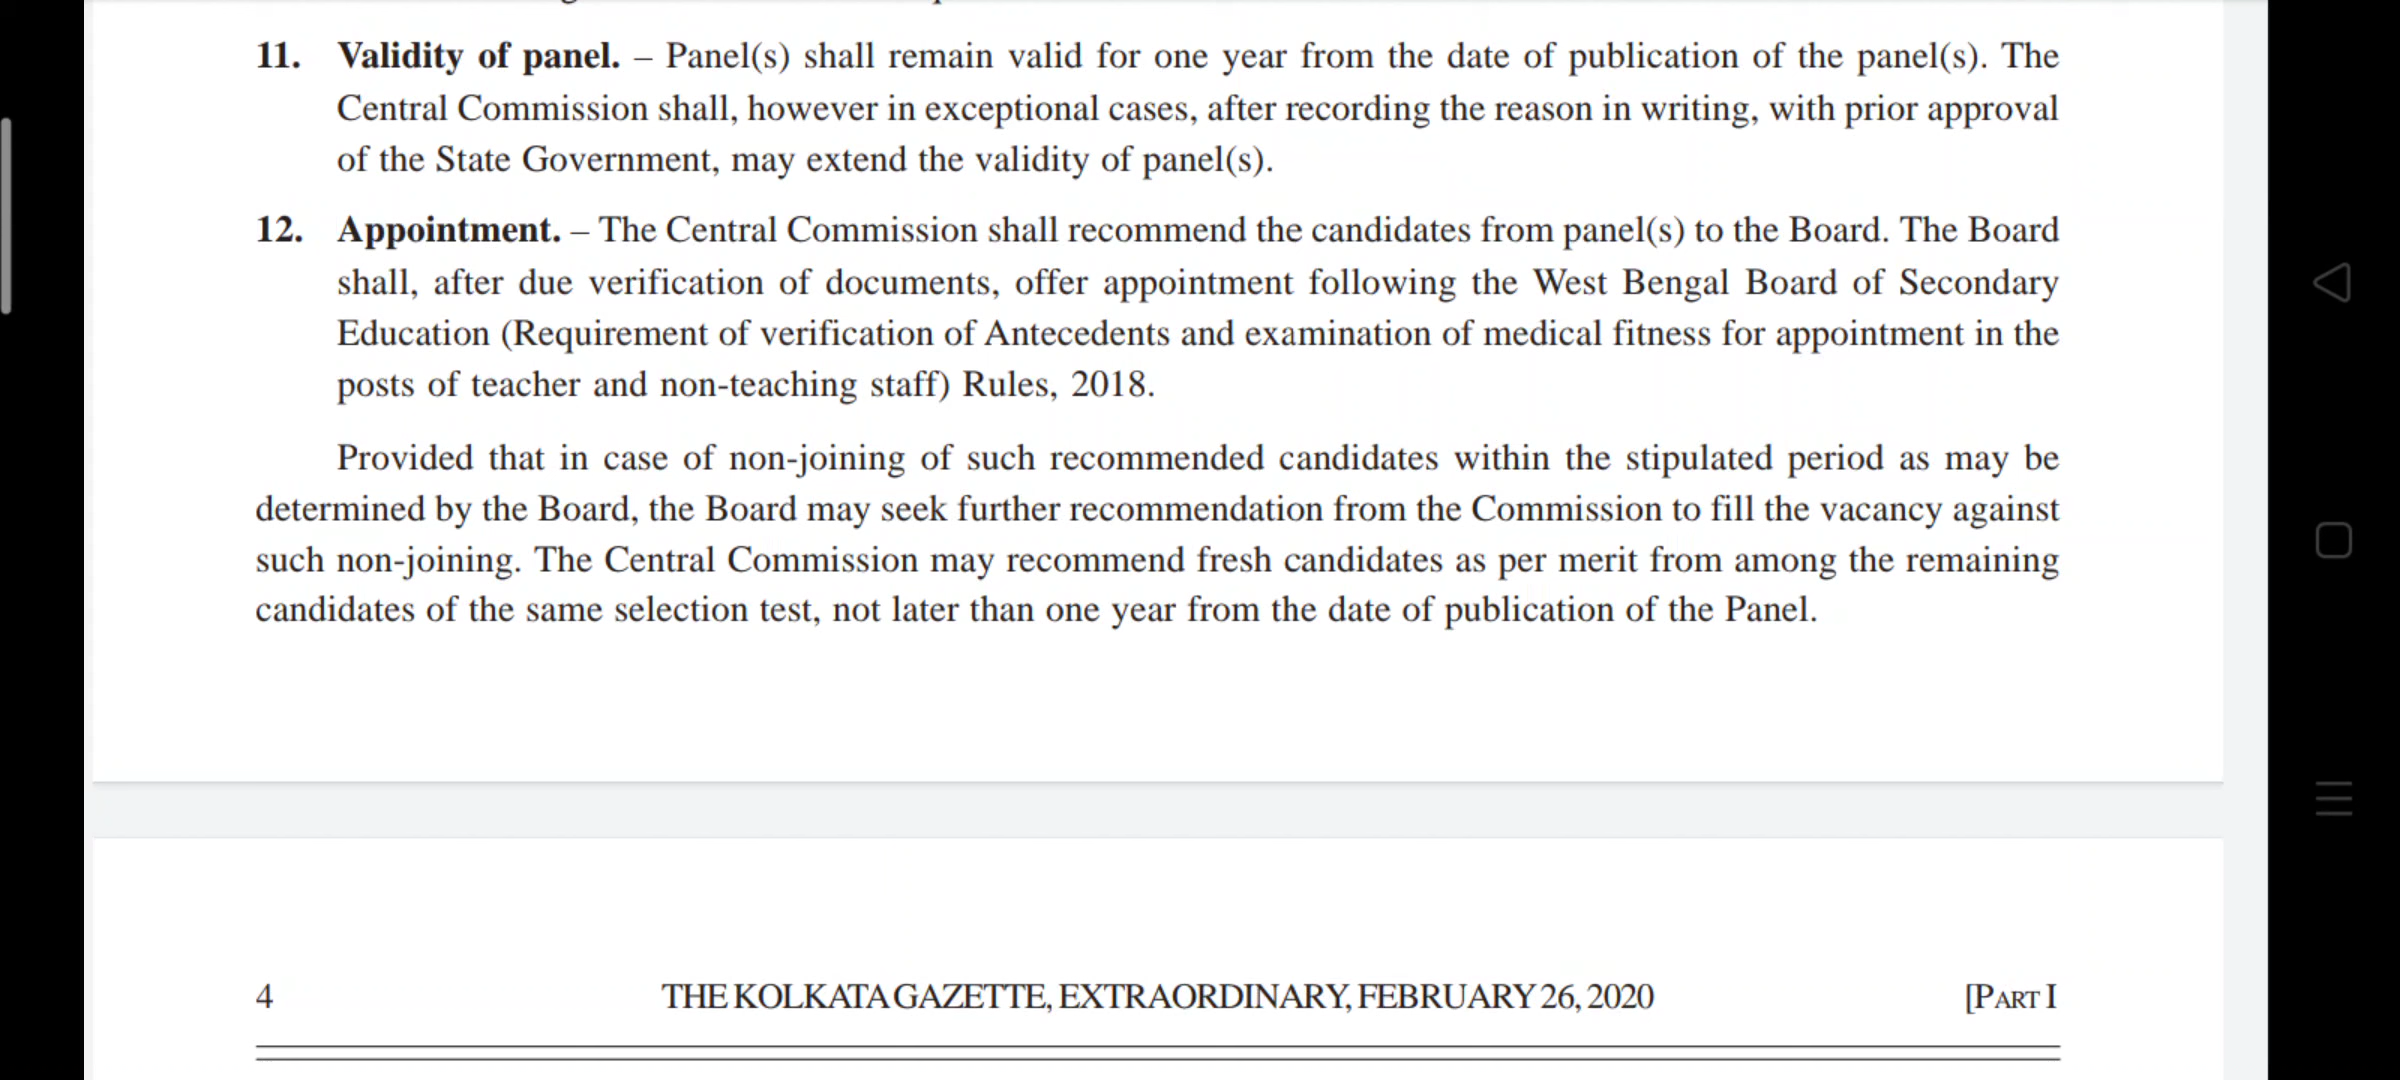 11. Validity of panel. – Panel(s) shall remain valid for one year from the date of publication of the panel(s). The
Central Commission shall, however in exceptional cases, after recording the reason in writing, with prior approval
of the State Government, may extend the validity of panel(s).
12. Appointment. – The Central Commission shall recommend the candidates from panel(s) to the Board. The Board
shall, after due verification of documents, offer appointment following the West Bengal Board of Secondary
Education (Requirement of verification of Antecedents and examination of medical fitness for appointment in the
posts of teacher and non-teaching staff) Rules, 2018.
Provided that in case of non-joining of such recommended candidates within the stipulated period as may be
determined by the Board, the Board may seek further recommendation from the Commission to fill the vacancy against
such non-joining. The Central Commission may recommend fresh candidates as per merit from among the remaining
candidates of the same selection test, not later than one year from the date of publication of the Panel.
4 THE KOLKATA GAZETTE, EXTRAORDINARY, FEBRUARY 26, 2020 [PART I